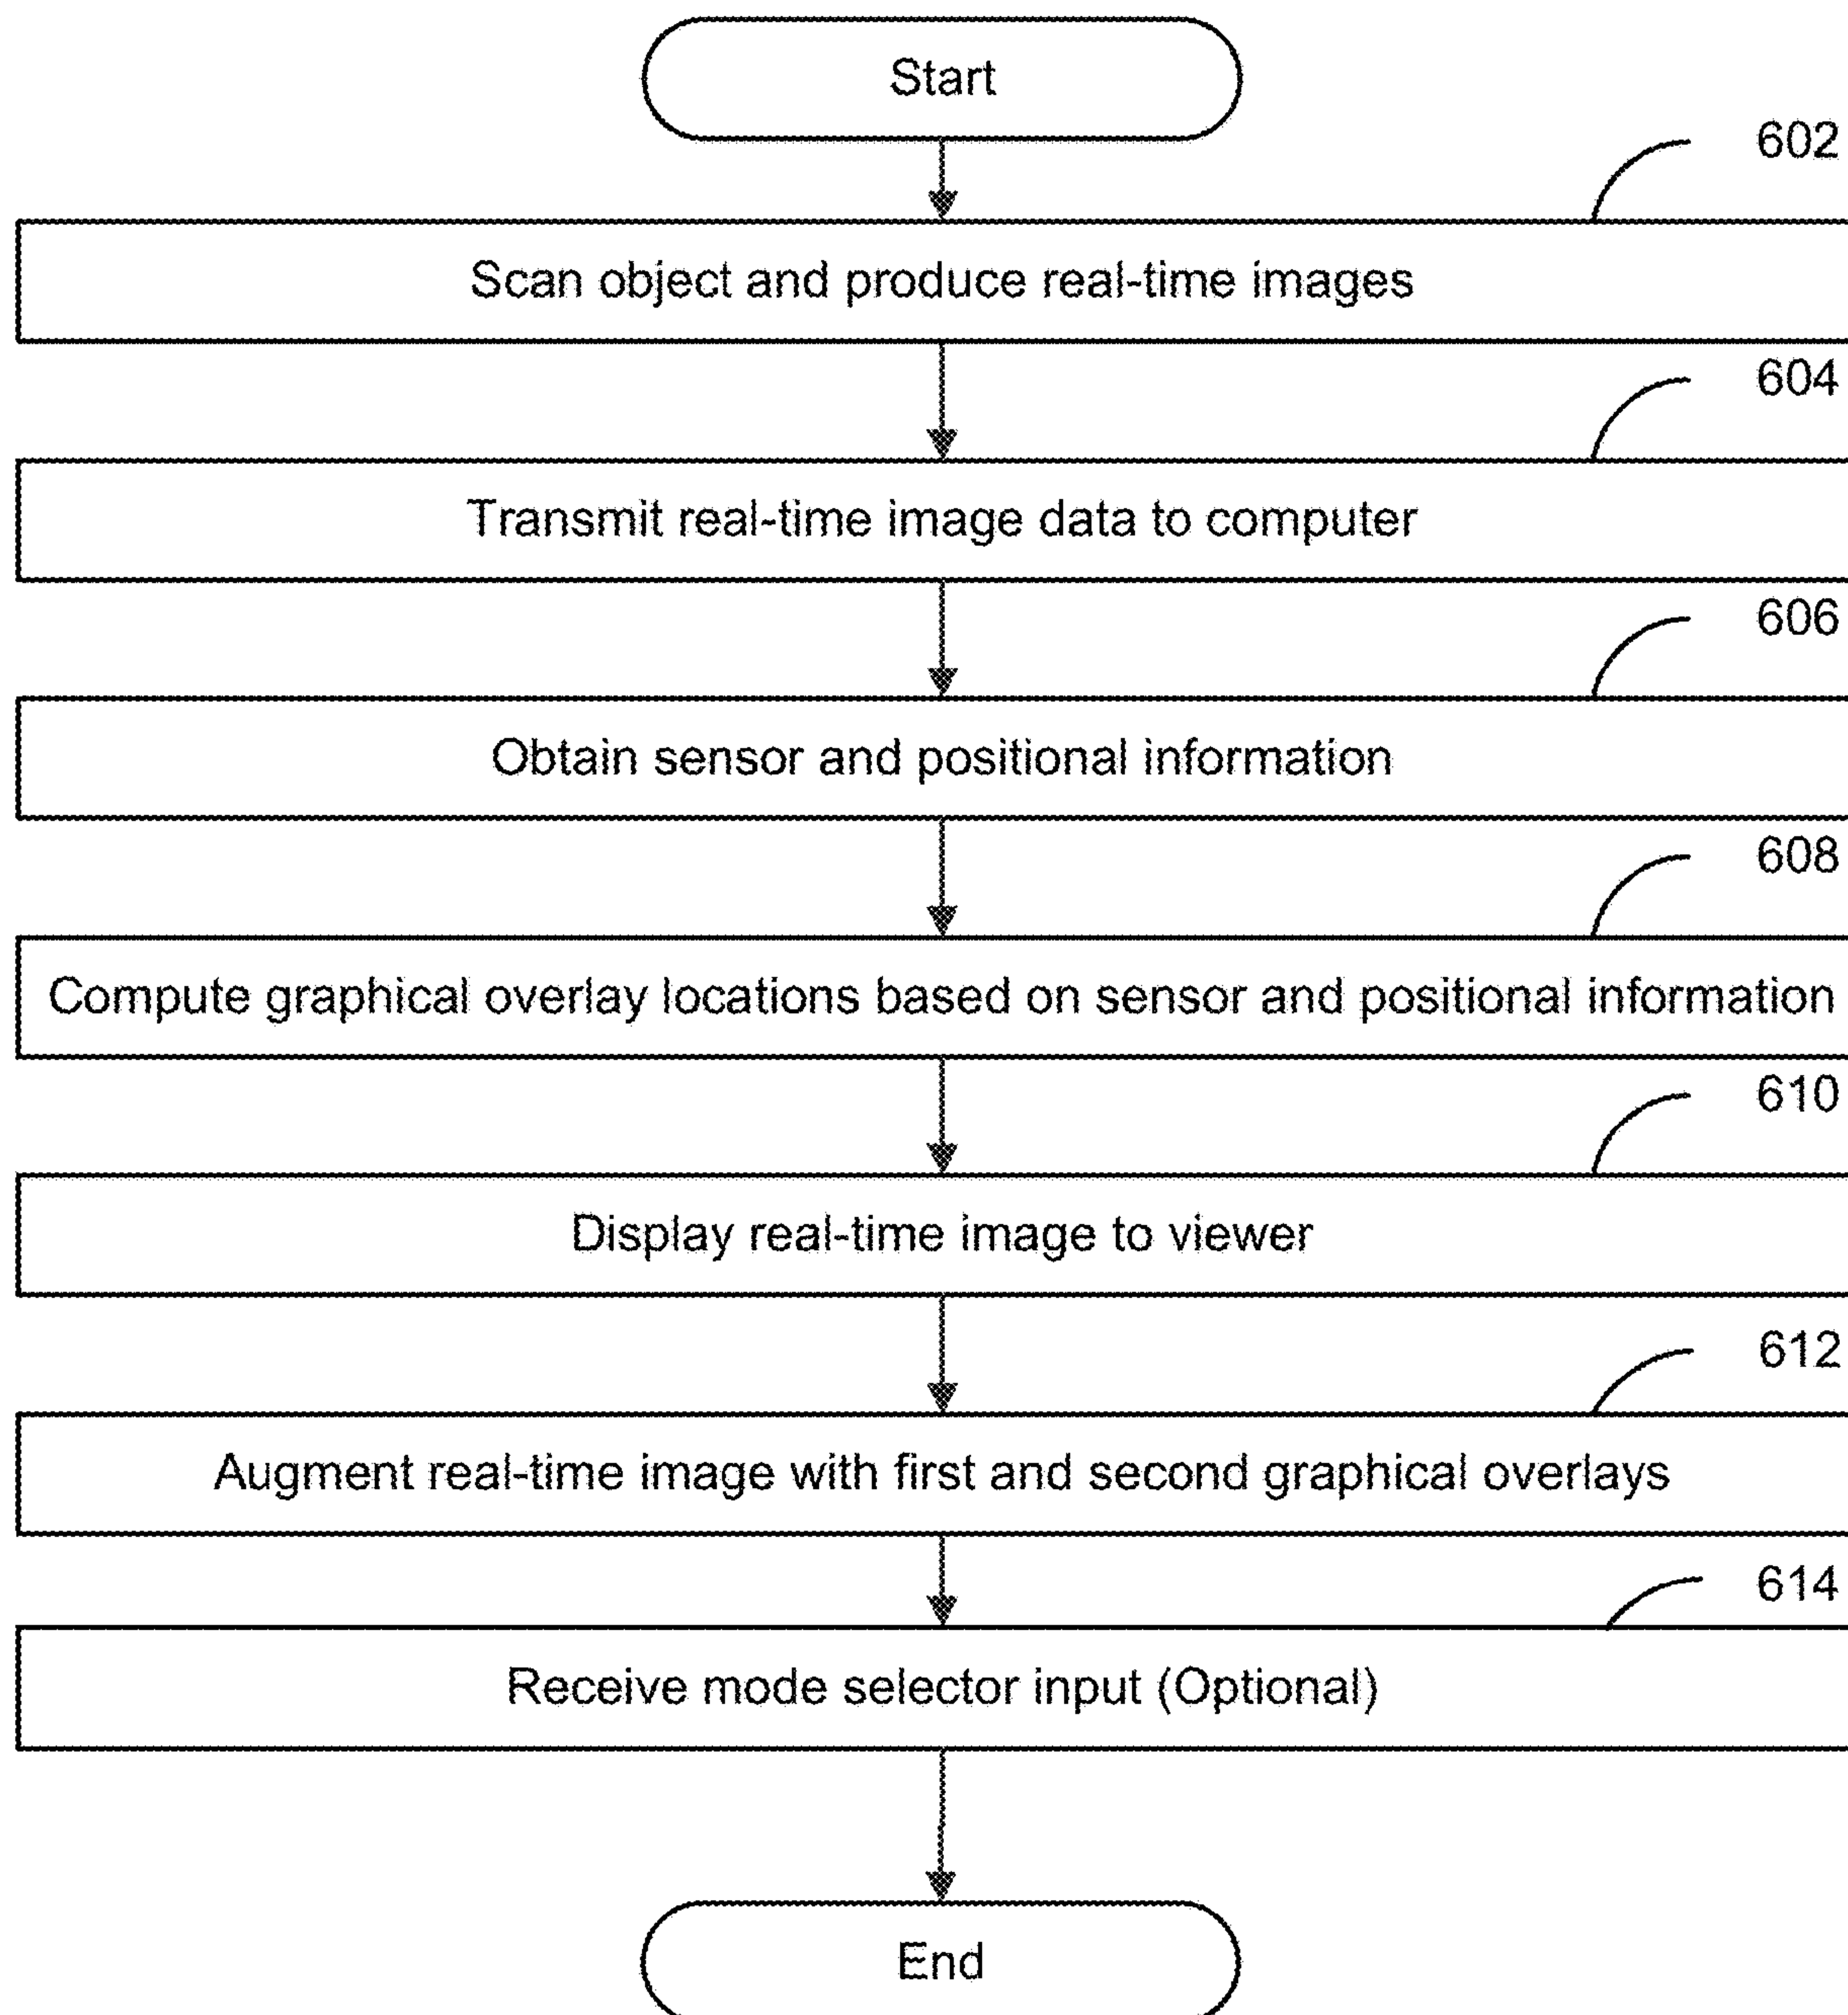 Start
602
Scan object and produce real-time images
604
Transmit real-time image data to computer
606
Obtain sensor and positional information
608
Compute graphical overlay locations based on sensor and positional information
610
Display real-time image to viewer
612
Augment real-time image with first and second graphical overlays
614
Receive mode selector input (Optional)
End